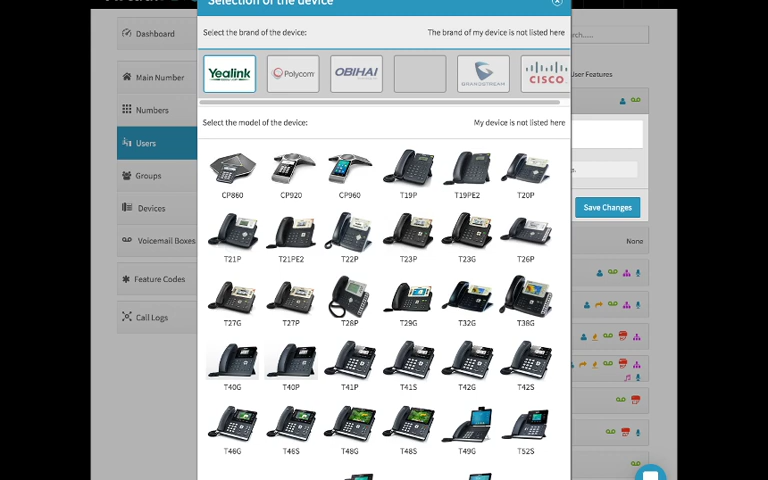 Selection of the device
Select the brand of the device:
The brand of my device is not listed here
Yealink
Polycom
OBIHAI
GRANDSTREAM
CISCO
Select the model of the device:
My device is not listed here
CP860 CP920 CP960 T19P T19PE2 T20P
T21P T21PE2 T22P T23P T23G T26P
T27G T27P T28P T29G T32G T38G
T40G T40P T41P T41S T42G T42S
T46G T46S T48G T48S T49G T52S
Dashboard
Main Number
Numbers
Users
Groups
Devices
Voicemail Boxes
Feature Codes
Call Logs
User Features
Save Changes
None